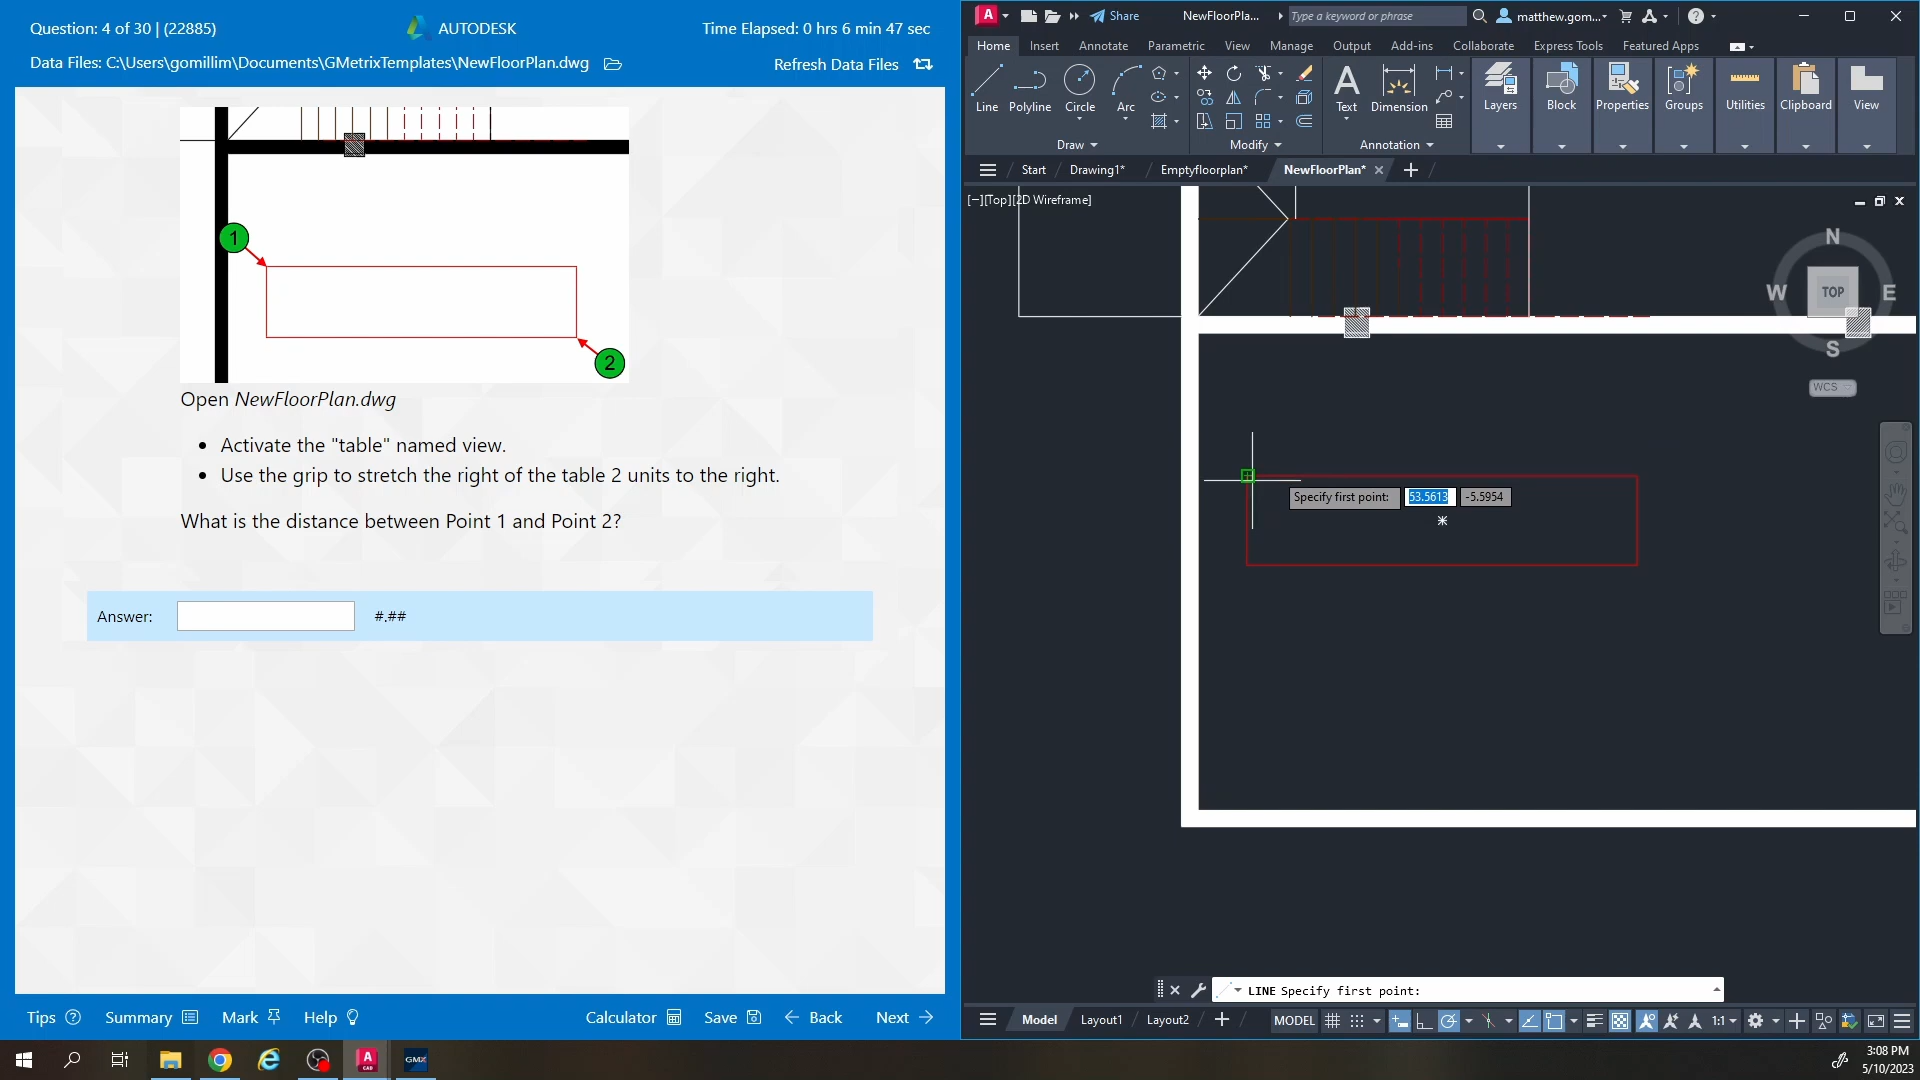 Question: 4 of 30 | (22885)
AUTODESK
Time Elapsed: 0 hrs 6 min 47 sec
Data Files: C:\Users\gomillim\Documents\GMetrixTemplates\NewFloorPlan.dwg
Refresh Data Files
1
2
Open NewFloorPlan.dwg
• Activate the "table" named view.
• Use the grip to stretch the right of the table 2 units to the right.
What is the distance between Point 1 and Point 2?
Answer:
#.##
Tips
Summary
Mark
Help
Calculator
Save
Back
Next
A
Share
NewFloorPla...
Type a keyword or phrase
matthew.gom...
Home
Insert
Annotate
Parametric
View
Manage
Output
Add-ins
Collaborate
Express Tools
Featured Apps
Line
Polyline
Circle
Arc
Text
Dimension
Layers
Block
Properties
Groups
Utilities
Clipboard
View
Draw
Modify
Annotation
Start
Drawing1*
Emptyfloorplan*
NewFloorPlan*
[−][Top][2D Wireframe]
N
W
TOP
E
S
WCS
Specify first point:
53.5613
-5.5954
LINE Specify first point:
Model
Layout1
Layout2
MODEL
1:1
A
CAD
GMX
3:08 PM
5/10/2023